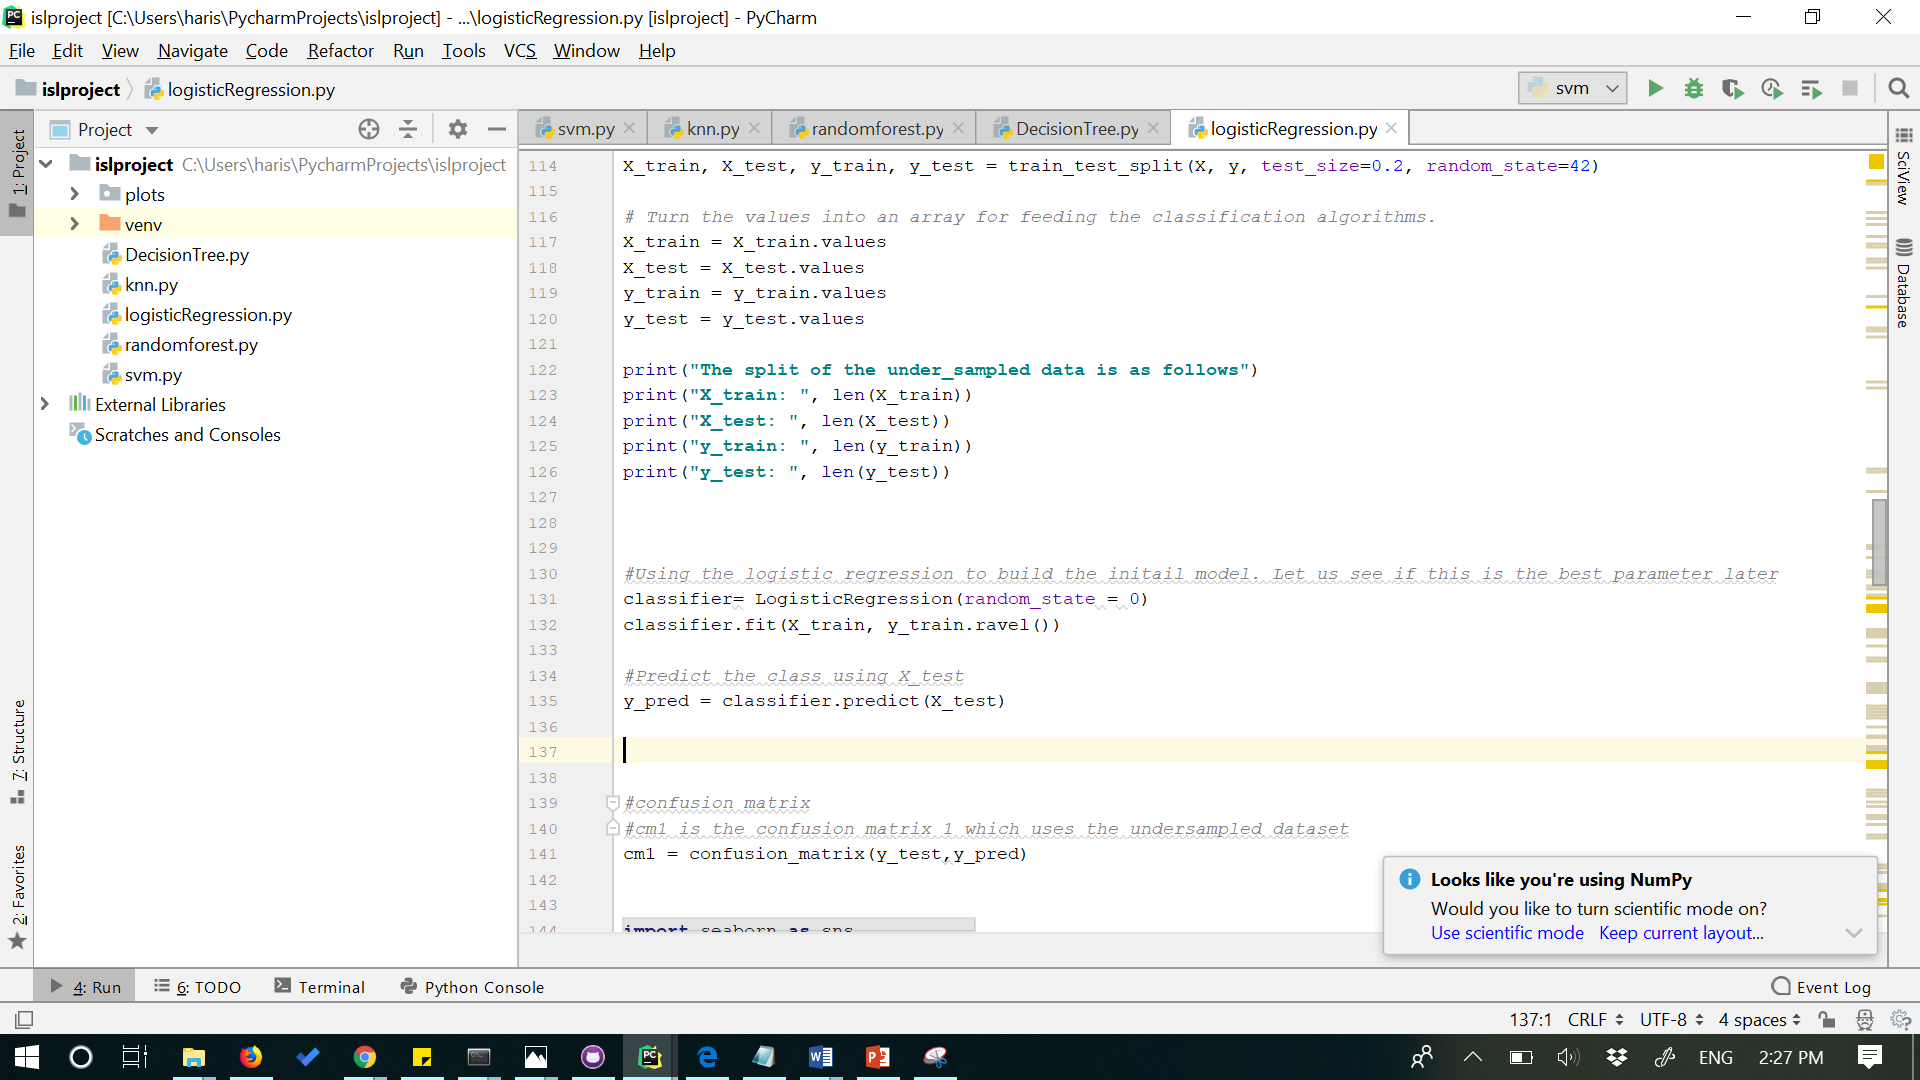 islproject [C:\Users\haris\PycharmProjects\islproject] - ...\logisticRegression.py [islproject] - PyCharm
File Edit View Navigate Code Refactor Run Tools VCS Window Help
islproject logisticRegression.py svm
1: Project
Project
svm.py knn.py randomforest.py DecisionTree.py logisticRegression.py
islproject C:\Users\haris\PycharmProjects\islproject
plots
venv
DecisionTree.py
knn.py
logisticRegression.py
randomforest.py
svm.py
External Libraries
Scratches and Consoles
7: Structure
2: Favorites
114 X_train, X_test, y_train, y_test = train_test_split(X, y, test_size=0.2, random_state=42)
115
116 # Turn the values into an array for feeding the classification algorithms.
117 X_train = X_train.values
118 X_test = X_test.values
119 y_train = y_train.values
120 y_test = y_test.values
121
122 print("The split of the under_sampled data is as follows")
123 print("X_train: ", len(X_train))
124 print("X_test: ", len(X_test))
125 print("y_train: ", len(y_train))
126 print("y_test: ", len(y_test))
127
128
129
130 #Using the logistic regression to build the initail model. Let us see if this is the best parameter later
131 classifier= LogisticRegression(random_state = 0)
132 classifier.fit(X_train, y_train.ravel())
133
134 #Predict the class using X_test
135 y_pred = classifier.predict(X_test)
136
137
138
139 #confusion matrix
140 #cm1 is the confusion matrix 1 which uses the undersampled dataset
141 cm1 = confusion_matrix(y_test,y_pred)
142
143
144 import seaborn as sns
SciView
Database
Looks like you're using NumPy
Would you like to turn scientific mode on?
Use scientific mode Keep current layout...
4: Run 6: TODO Terminal Python Console Event Log
137:1 CRLF UTF-8 4 spaces
ENG 2:27 PM